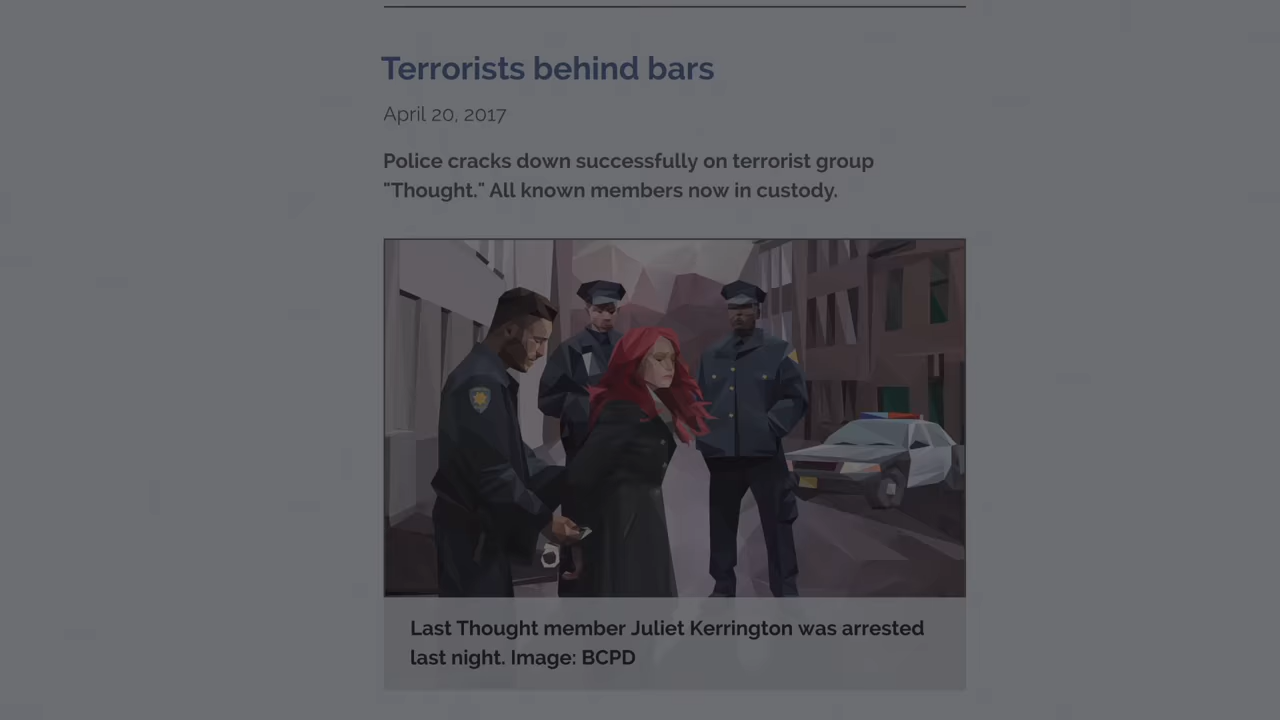 Terrorists behind bars
April 20, 2017
Police cracks down successfully on terrorist group
"Thought." All known members now in custody.
Last Thought member Juliet Kerrington was arrested
last night. Image: BCPD